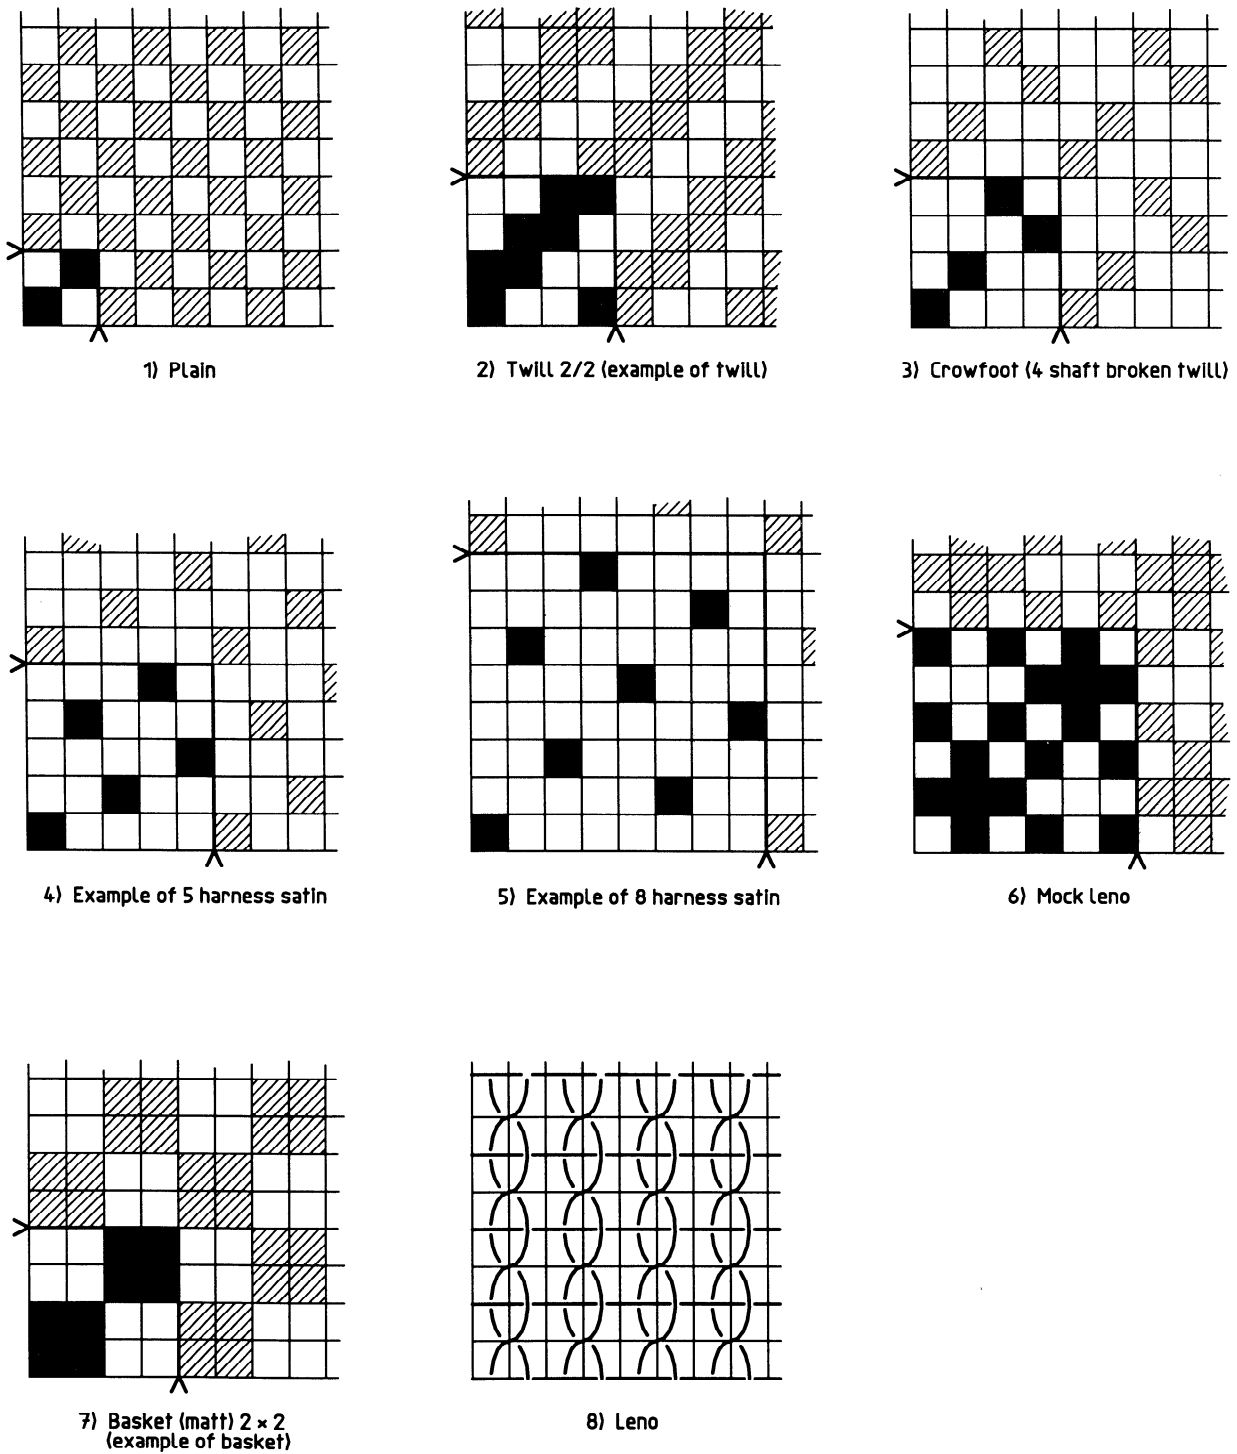 1) Plain
2) Twill 2/2 (example of twill)
3) Crowfoot (4 shaft broken twill)
4) Example of 5 harness satin
5) Example of 8 harness satin
6) Mock leno
7) Basket (matt) 2 × 2
(example of basket)
8) Leno